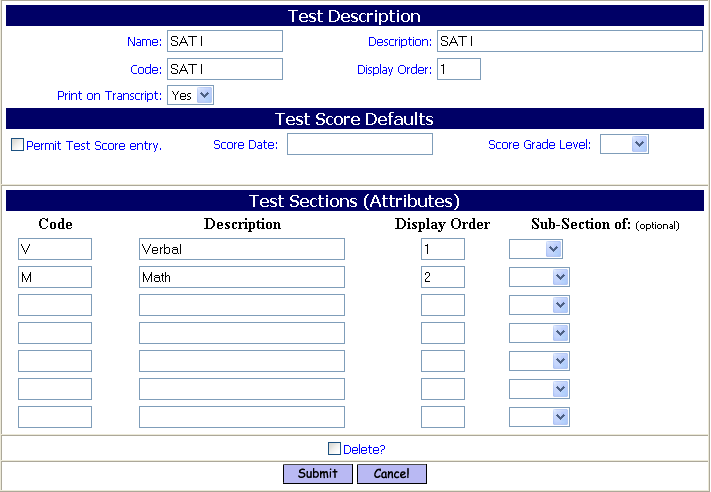 Test Description
Name: SAT I Description: SAT I
Code: SAT I Display Order: 1
Print on Transcript: Yes
Test Score Defaults
Permit Test Score entry. Score Date: Score Grade Level:
Test Sections (Attributes)
Code Description Display Order Sub-Section of: (optional)
V Verbal 1
M Math 2
Delete?
Submit Cancel